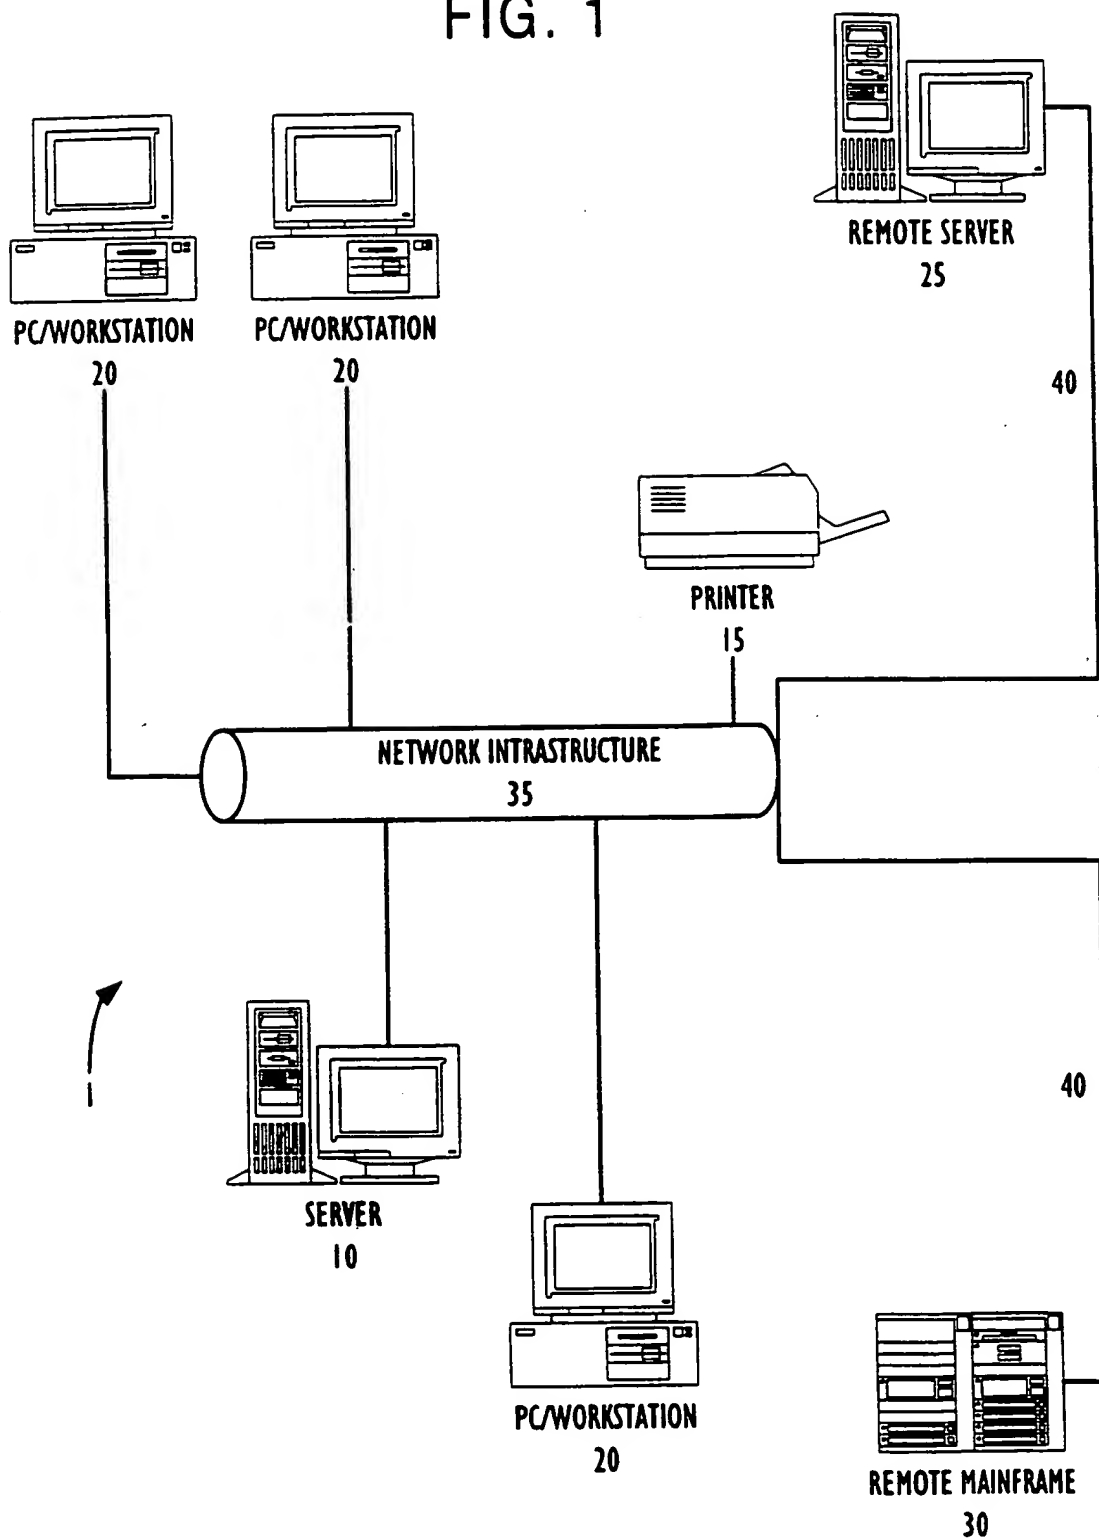 FIG. 1
REMOTE SERVER
25
PC/WORKSTATION
20
PC/WORKSTATION
20
40
PRINTER
15
NETWORK INTRASTRUCTURE
35
1
40
SERVER
10
PC/WORKSTATION
20
REMOTE MAINFRAME
30